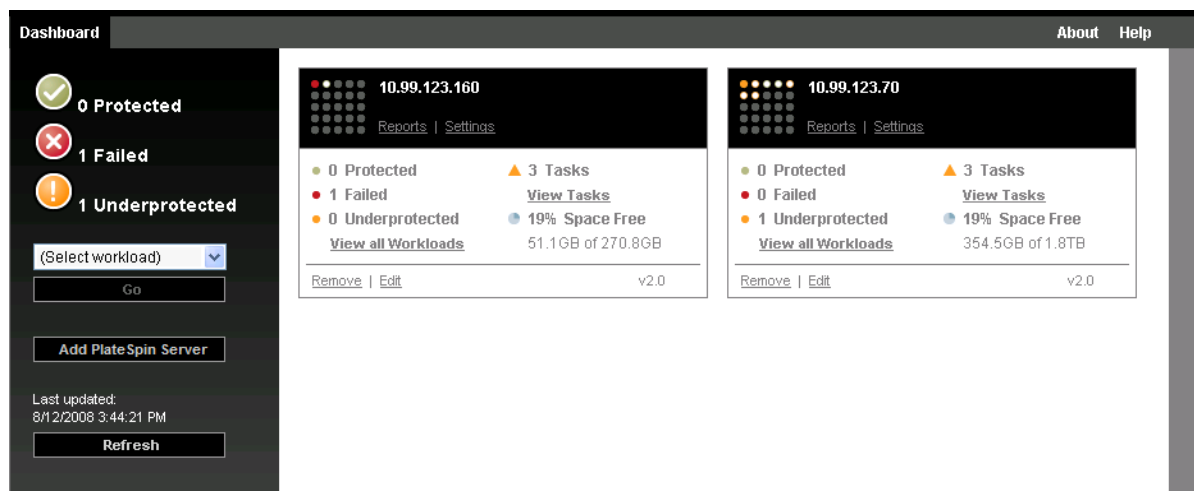 Dashboard
About Help
0 Protected
1 Failed
1 Underprotected
(Select workload)
Go
Add PlateSpin Server
Last updated:
8/12/2008 3:44:21 PM
Refresh
10.99.123.160
Reports | Settings
0 Protected
1 Failed
0 Underprotected
View all Workloads
3 Tasks
View Tasks
19% Space Free
51.1GB of 270.8GB
Remove | Edit
v2.0
10.99.123.70
Reports | Settings
0 Protected
0 Failed
1 Underprotected
View all Workloads
3 Tasks
View Tasks
19% Space Free
354.5GB of 1.8TB
Remove | Edit
v2.0